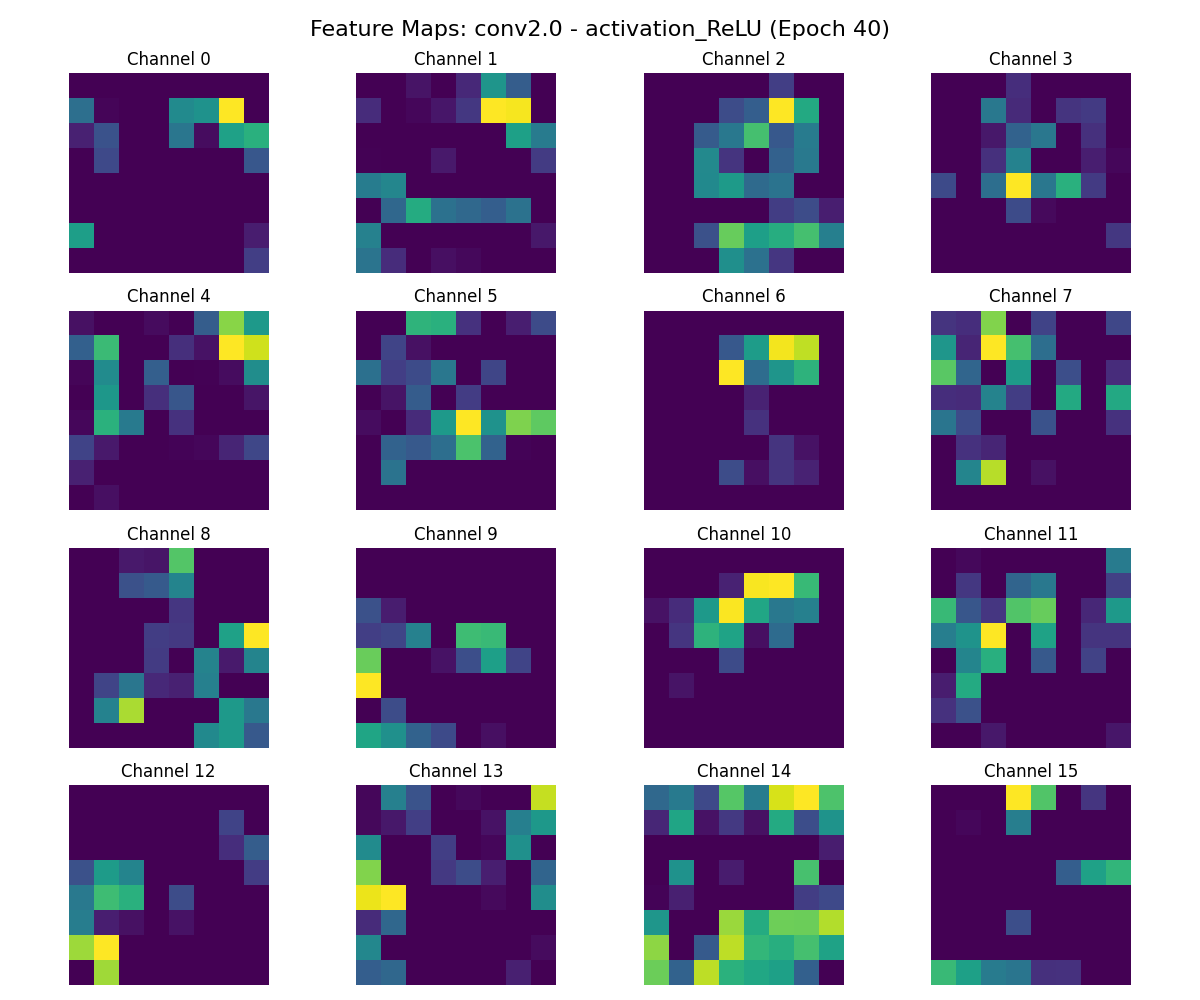 Feature Maps: conv2.0 - activation_ReLU (Epoch 40)
Channel 0
Channel 1
Channel 2
Channel 3
Channel 4
Channel 5
Channel 6
Channel 7
Channel 8
Channel 9
Channel 10
Channel 11
Channel 12
Channel 13
Channel 14
Channel 15